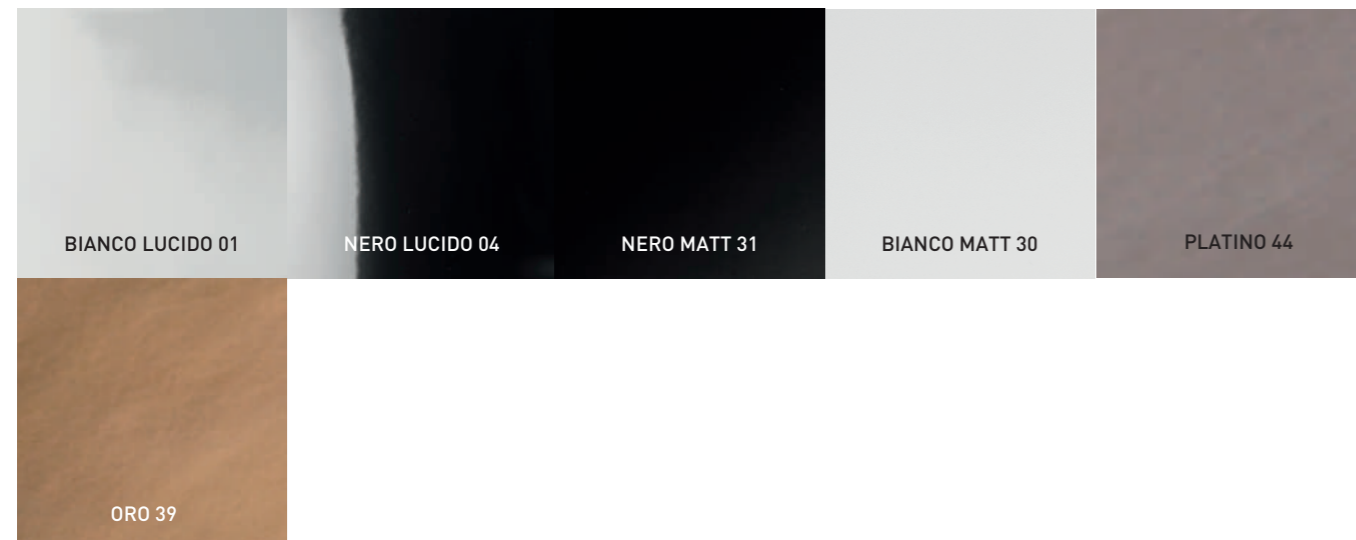 BIANCO LUCIDO 01
NERO LUCIDO 04
NERO MATT 31
BIANCO MATT 30
PLATINO 44
ORO 39